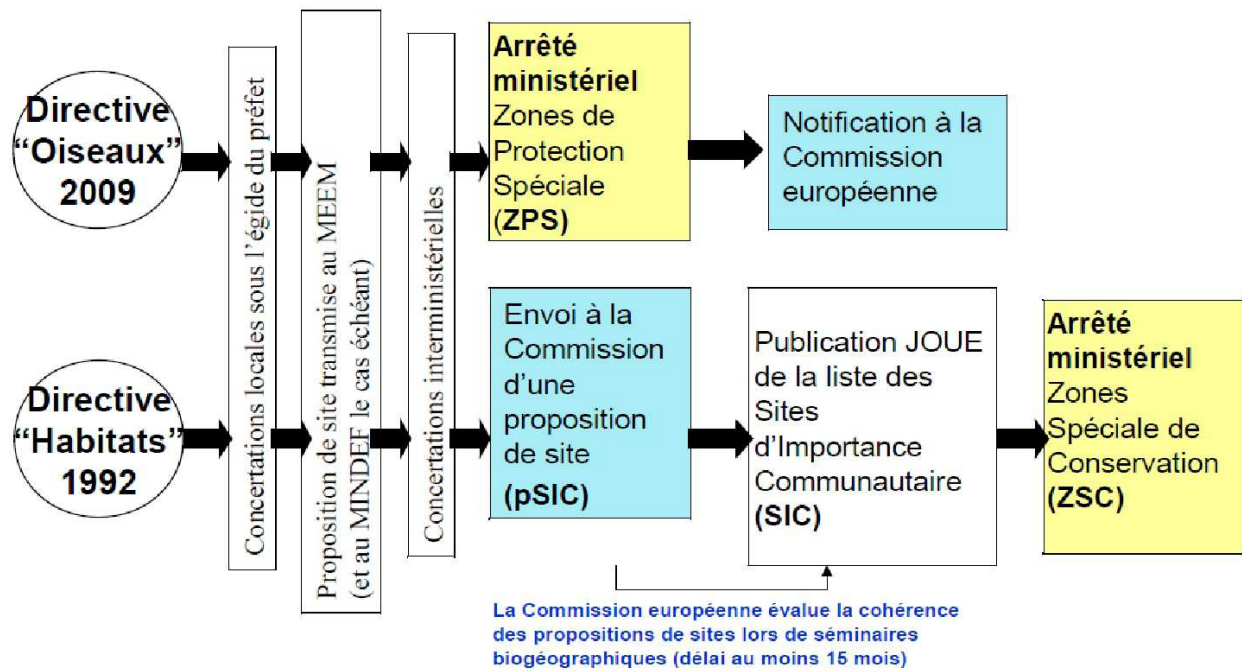 Directive
“Oiseaux”
2009
Directive
“Habitats”
1992
Concertations locales sous l’égide du préfet
Proposition de site transmise au MEEM
(et au MINDEF le cas échéant)
Concertations interministérielles
Arrêté
ministériel
Zones de
Protection
Spéciale
(ZPS)
Notification à la
Commission
européenne
Envoi à la
Commission
d’une
proposition
de site
(pSIC)
Publication JOUE
de la liste des
Sites
d’Importance
Communautaire
(SIC)
Arrêté
ministériel
Zones
Spéciale de
Conservation
(ZSC)
La Commission européenne évalue la cohérence
des propositions de sites lors de séminaires
biogéographiques (délai au moins 15 mois)